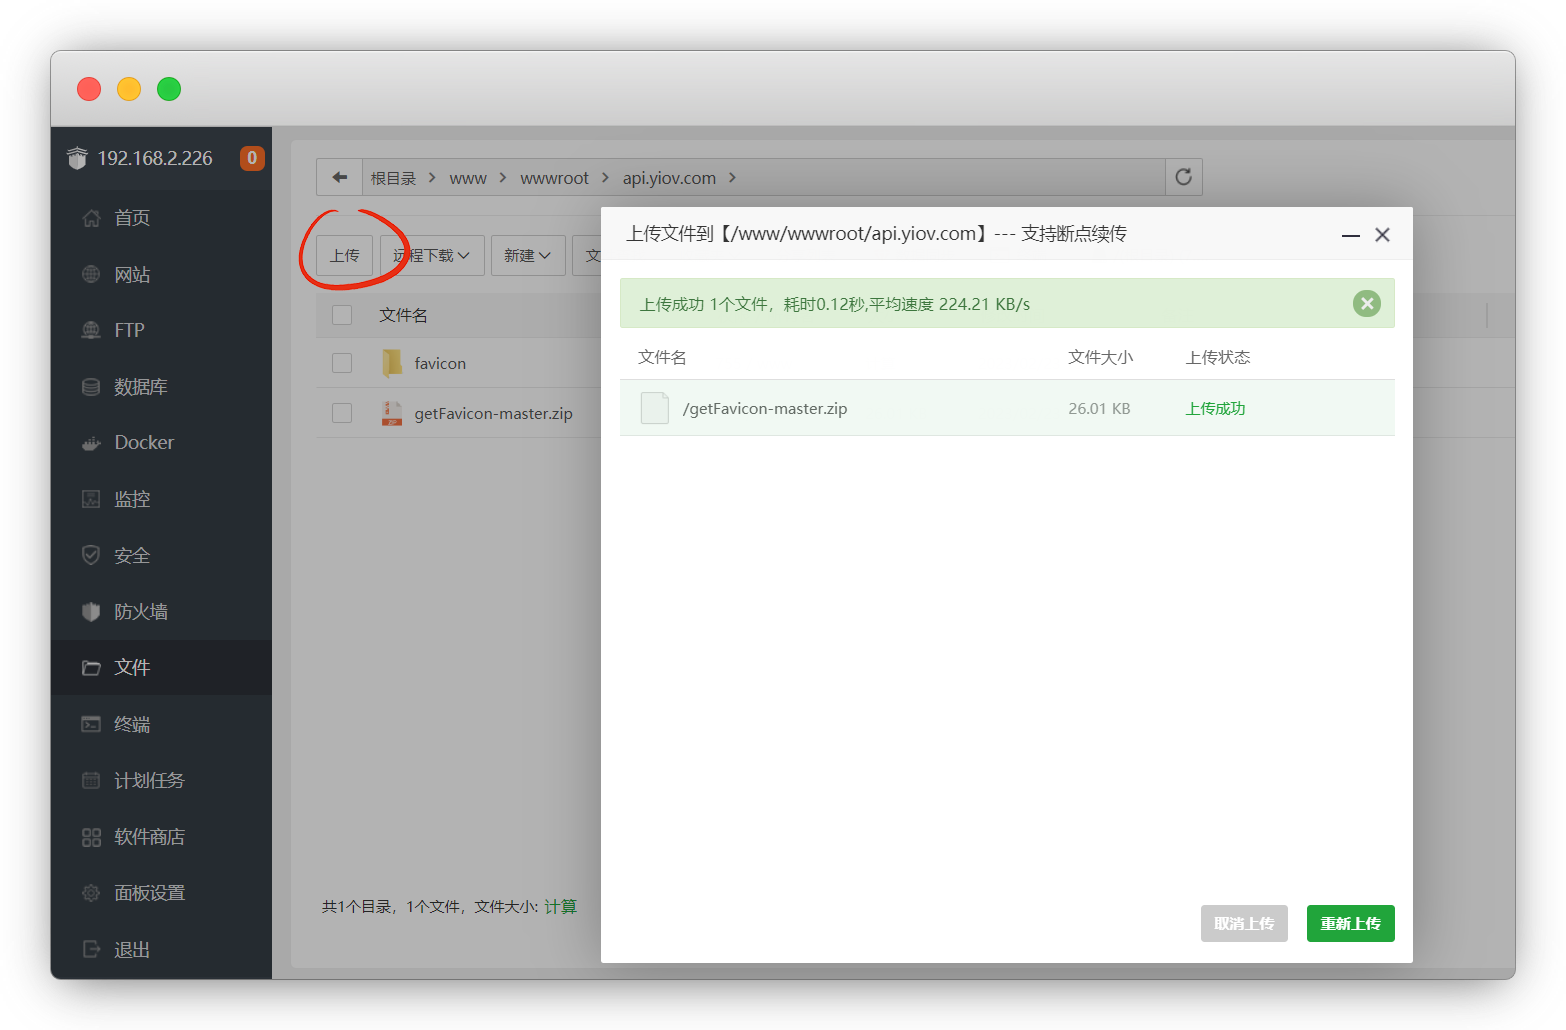 192.168.2.226 0
首页
网站
FTP
数据库
Docker
监控
安全
防火墙
文件
终端
计划任务
软件商店
面板设置
退出
根目录 > www > wwwroot > api.yiov.com >
上传 远程下载 新建 文
文件名
favicon
getFavicon-master.zip
共1个目录，1个文件，文件大小: 计算
上传文件到【/www/wwwroot/api.yiov.com】--- 支持断点续传
上传成功 1个文件，耗时0.12秒,平均速度 224.21 KB/s
文件名 文件大小 上传状态
/getFavicon-master.zip 26.01 KB 上传成功
取消上传 重新上传